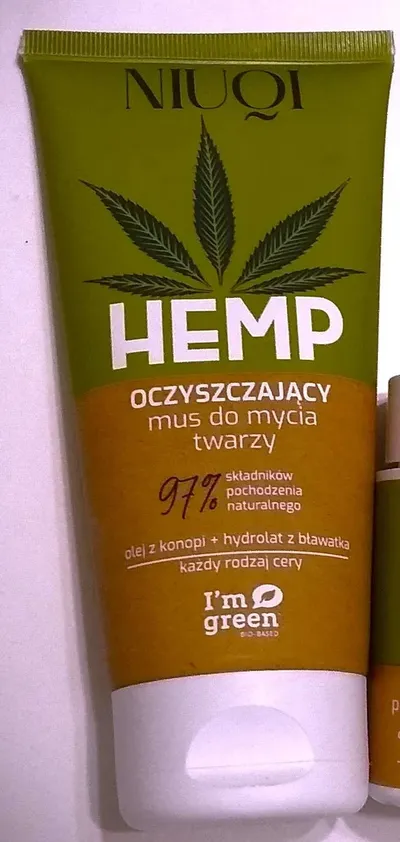 NIUQI
HEMP
OCZYSZCZAJĄCY
mus do mycia
twarzy
97% składników
pochodzenia
naturalnego
olej z konopi + hydrolat z bławatka
każdy rodzaj cery
I'm
green
BIO-BASED
p